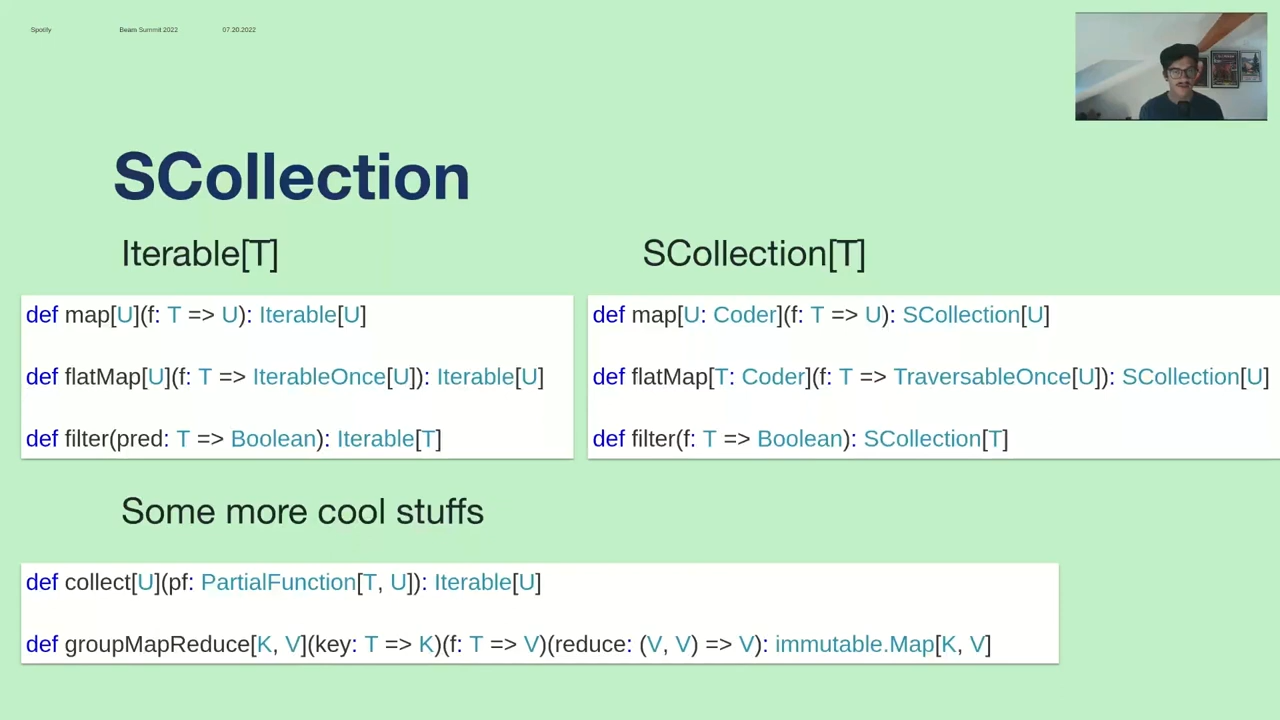 Spotify Beam Summit 2022 07.20.2022
SCollection
Iterable[T]
def map[U](f: T => U): Iterable[U]
def flatMap[U](f: T => IterableOnce[U]): Iterable[U]
def filter(pred: T => Boolean): Iterable[T]
SCollection[T]
def map[U: Coder](f: T => U): SCollection[U]
def flatMap[T: Coder](f: T => TraversableOnce[U]): SCollection[U]
def filter(f: T => Boolean): SCollection[T]
Some more cool stuffs
def collect[U](pf: PartialFunction[T, U]): Iterable[U]
def groupMapReduce[K, V](key: T => K)(f: T => V)(reduce: (V, V) => V): immutable.Map[K, V]